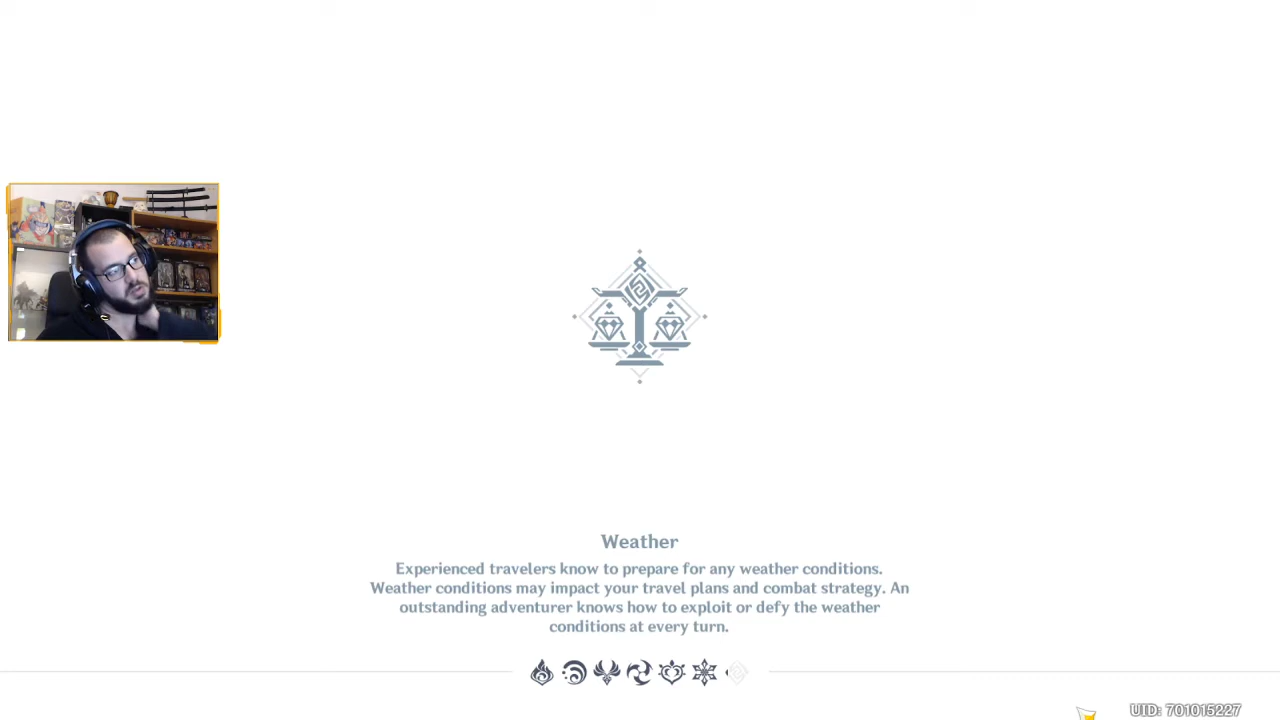 Weather
Experienced travelers know to prepare for any weather conditions.
Weather conditions may impact your travel plans and combat strategy. An
outstanding adventurer knows how to exploit or defy the weather
conditions at every turn.
UID: 701015227